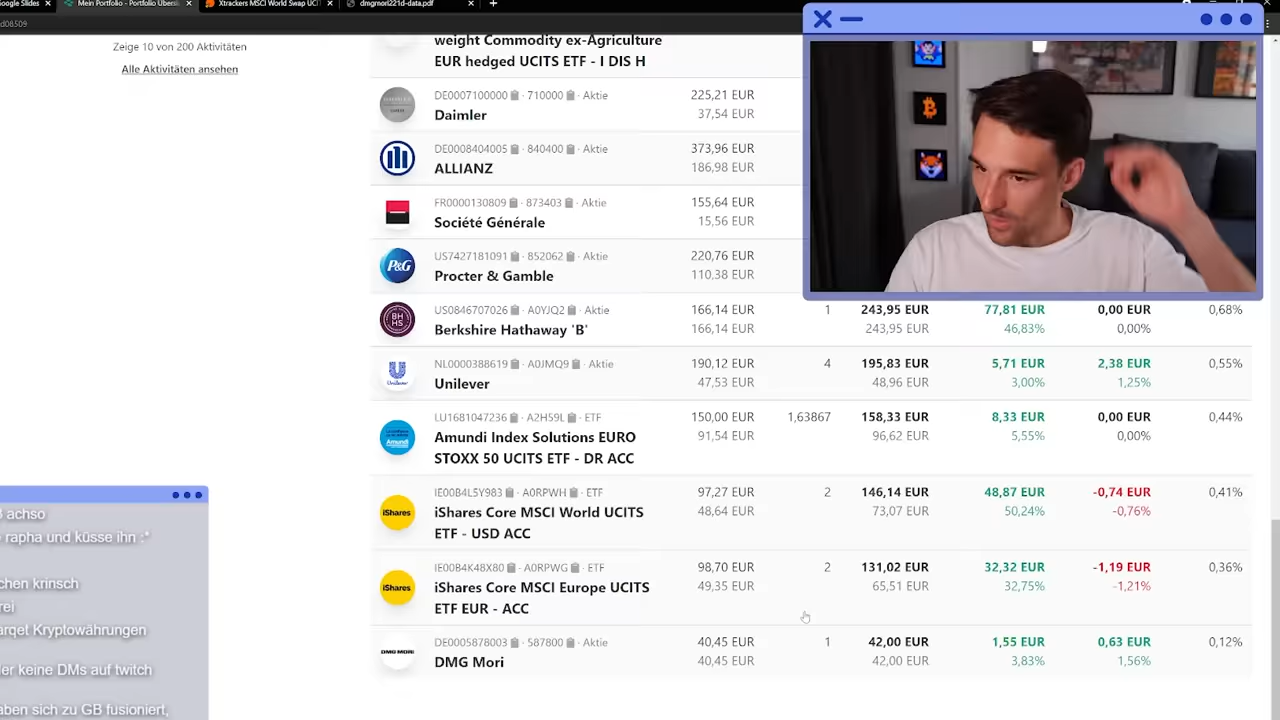 oogle Slides
Mein Portfolio - Portfolio Übersi
Xtrackers MSCI World Swap UCI
dmgmori221d-data.pdf
d08509
Zeige 10 von 200 Aktivitäten
Alle Aktivitäten ansehen
weight Commodity ex-Agriculture
EUR hedged UCITS ETF - I DIS H
DE0007100000 · 710000 · Aktie
Daimler
225,21 EUR
37,54 EUR
DE0008404005 · 840400 · Aktie
ALLIANZ
373,96 EUR
186,98 EUR
FR0000130809 · 873403 · Aktie
Société Générale
155,64 EUR
15,56 EUR
P&G
US7427181091 · 852062 · Aktie
Procter & Gamble
220,76 EUR
110,38 EUR
BH
HS
US0846707026 · A0YJQ2 · Aktie
Berkshire Hathaway 'B'
166,14 EUR 1 243,95 EUR 77,81 EUR 0,00 EUR 0,68%
166,14 EUR 243,95 EUR 46,83% 0,00%
Unilever
NL0000388619 · A0JMQ9 · Aktie
Unilever
190,12 EUR 4 195,83 EUR 5,71 EUR 2,38 EUR 0,55%
47,53 EUR 48,96 EUR 3,00% 1,25%
Amundi
LU1681047236 · A2H59L · ETF
Amundi Index Solutions EURO
STOXX 50 UCITS ETF - DR ACC
150,00 EUR 1,63867 158,33 EUR 8,33 EUR 0,00 EUR 0,44%
91,54 EUR 96,62 EUR 5,55% 0,00%
iShares
IE00B4L5Y983 · A0RPWH · ETF
iShares Core MSCI World UCITS
ETF - USD ACC
97,27 EUR 2 146,14 EUR 48,87 EUR -0,74 EUR 0,41%
48,64 EUR 73,07 EUR 50,24% -0,76%
iShares
IE00B4K48X80 · A0RPWG · ETF
iShares Core MSCI Europe UCITS
ETF EUR - ACC
98,70 EUR 2 131,02 EUR 32,32 EUR -1,19 EUR 0,36%
49,35 EUR 65,51 EUR 32,75% -1,21%
DMG MORI
DE0005878003 · 587800 · Aktie
DMG Mori
40,45 EUR 1 42,00 EUR 1,55 EUR 0,63 EUR 0,12%
40,45 EUR 42,00 EUR 3,83% 1,56%
achso
rapha und küsse ihn :*
chen krinsch
rei
arqet Kryptowährungen
er keine DMs auf twitch
aben sich zu GB fusioniert,